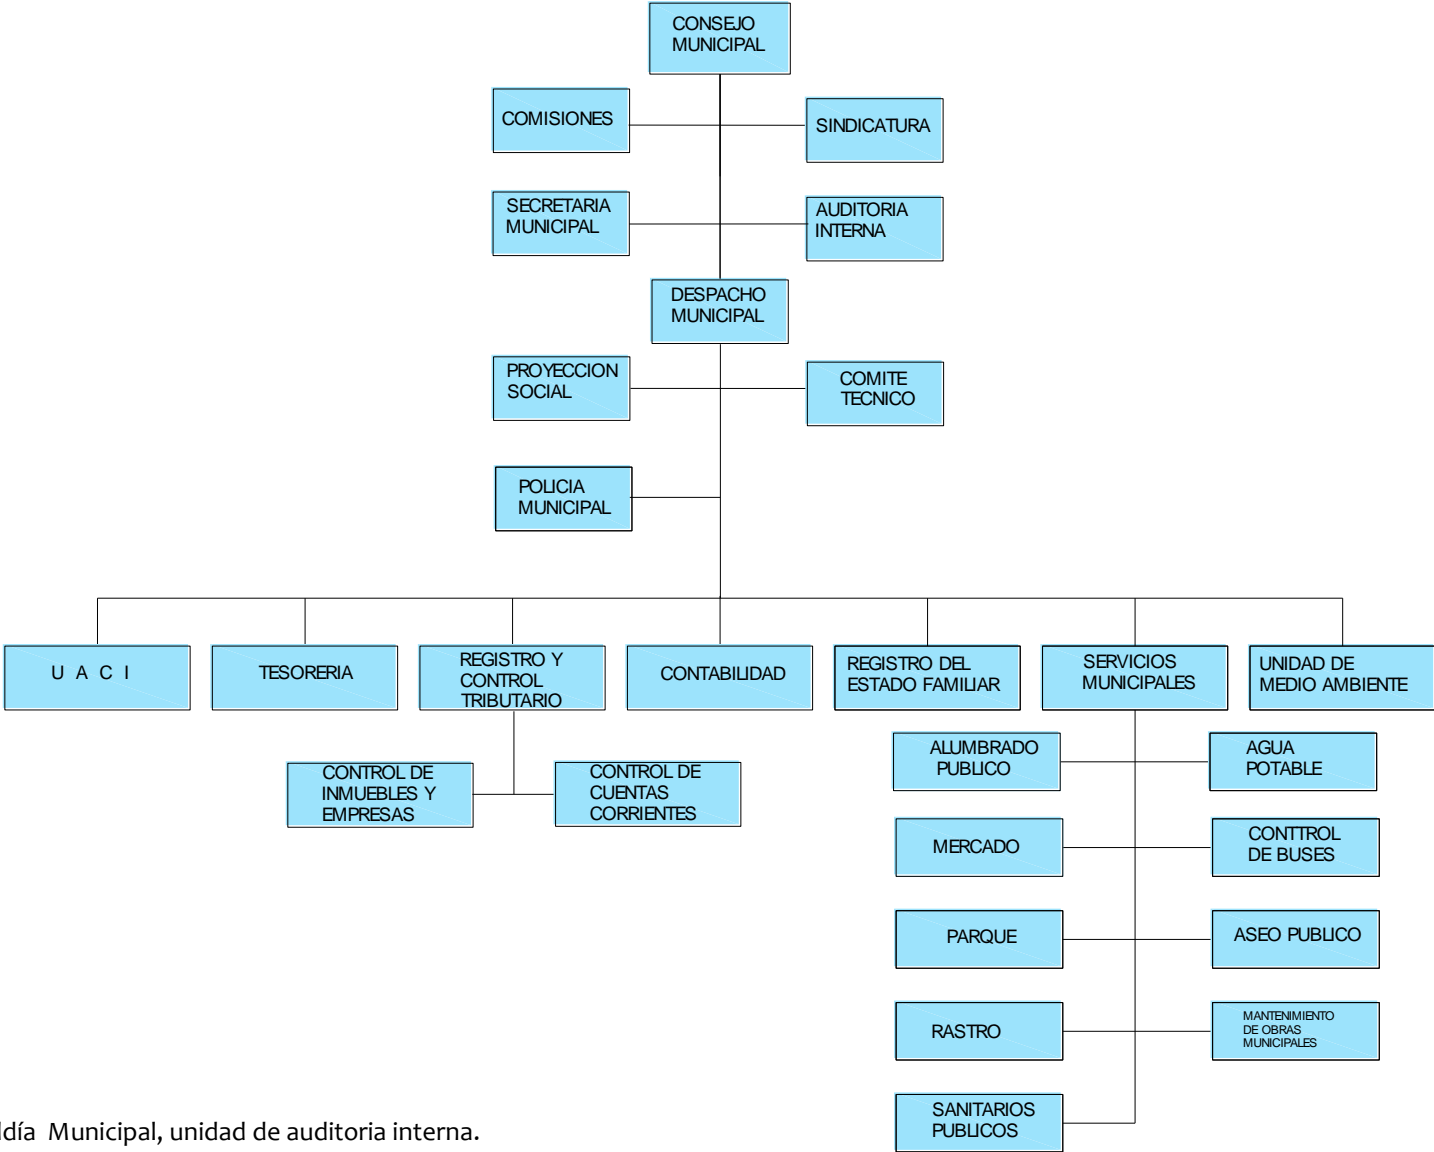 CONSEJO
MUNICIPAL
COMISIONES
SINDICATURA
SECRETARIA
MUNICIPAL
AUDITORIA
INTERNA
DESPACHO
MUNICIPAL
PROYECCION
SOCIAL
COMITE
TECNICO
POLICIA
MUNICIPAL
U A C I
TESORERIA
REGISTRO Y
CONTROL
TRIBUTARIO
CONTABILIDAD
REGISTRO DEL
ESTADO FAMILIAR
SERVICIOS
MUNICIPALES
UNIDAD DE
MEDIO AMBIENTE
CONTROL DE
INMUEBLES Y
EMPRESAS
CONTROL DE
CUENTAS
CORRIENTES
ALUMBRADO
PUBLICO
AGUA
POTABLE
MERCADO
CONTTROL
DE BUSES
PARQUE
ASEO PUBLICO
RASTRO
MANTENIMIENTO
DE OBRAS
MUNICIPALES
SANITARIOS
PUBLICOS
ldía Municipal, unidad de auditoria interna.